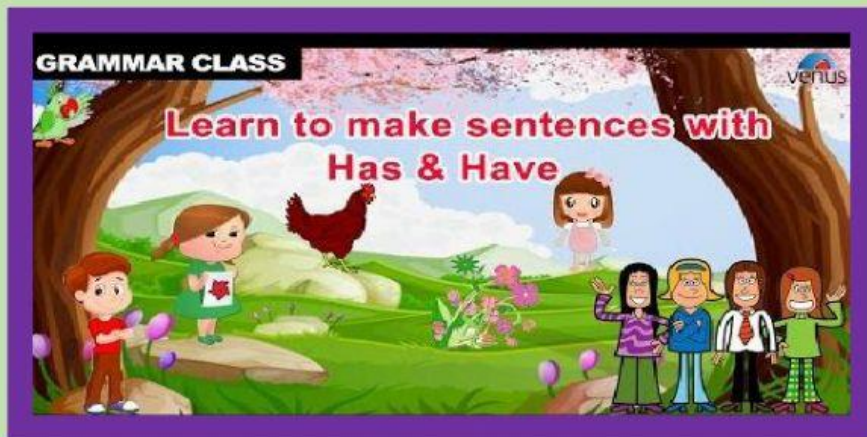 GRAMMAR CLASS
venus
Learn to make sentences with
Has & Have